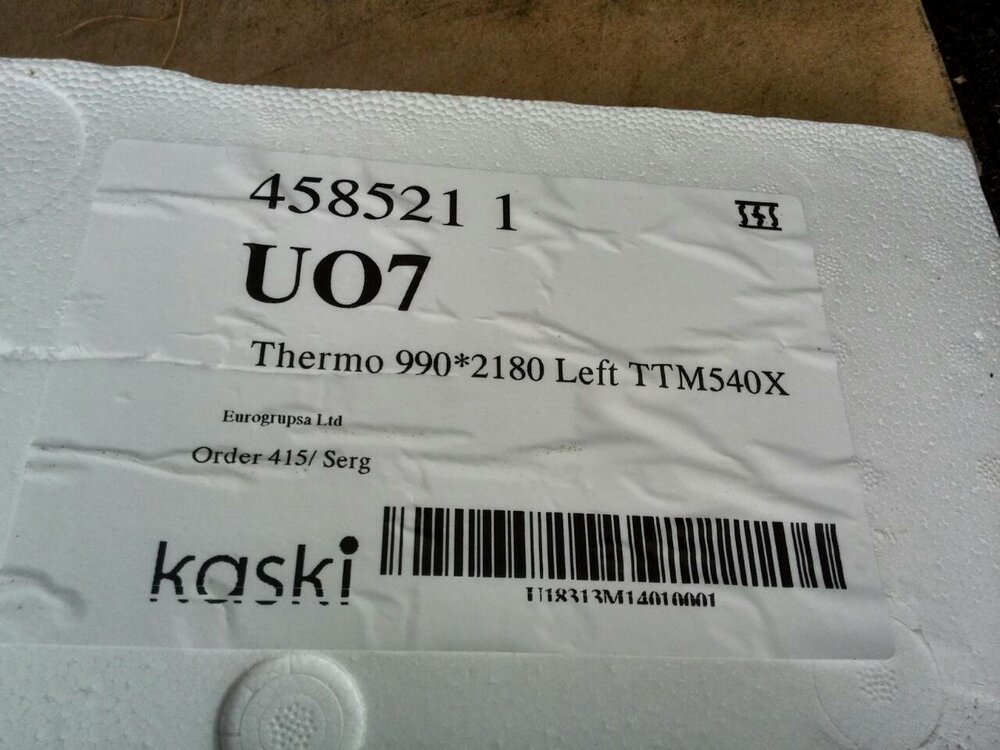 458521 1
UO7
Thermo 990*2180 Left TTM540X
Eurogrupsa Ltd
Order 415/ Serg
kaski
U18313M14010001